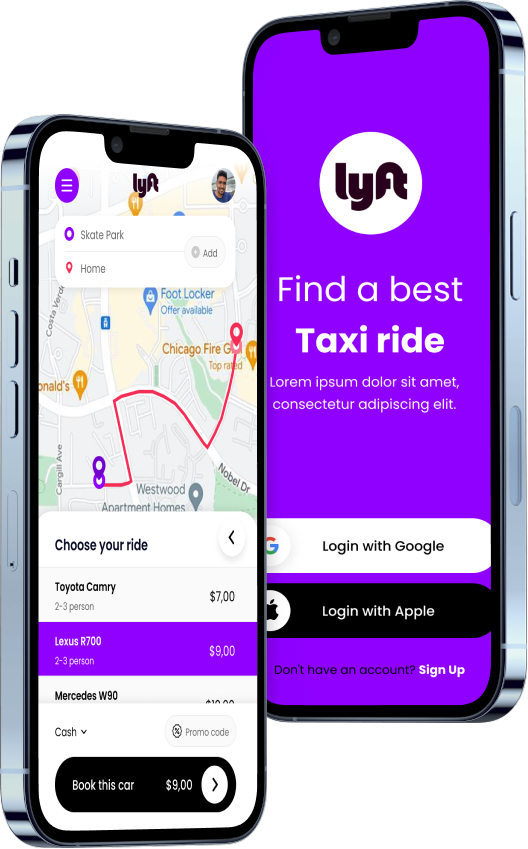 lyft
Skate Park
Add
Home
Costa Verde
Foot Locker
Offer available
Chicago Fire G
Top rated
onald's
Cargill Ave
Nobel Dr
Westwood
Apartment Homes
Choose your ride
Toyota Camry
2-3 person
$7,00
Lexus R700
2-3 person
$9,00
Mercedes W90
Cash
Promo code
Book this car
$9,00
lyft
Find a best
Taxi ride
Lorem ipsum dolor sit amet,
consectetur adipiscing elit.
G
Login with Google
Login with Apple
Don't have an account? Sign Up